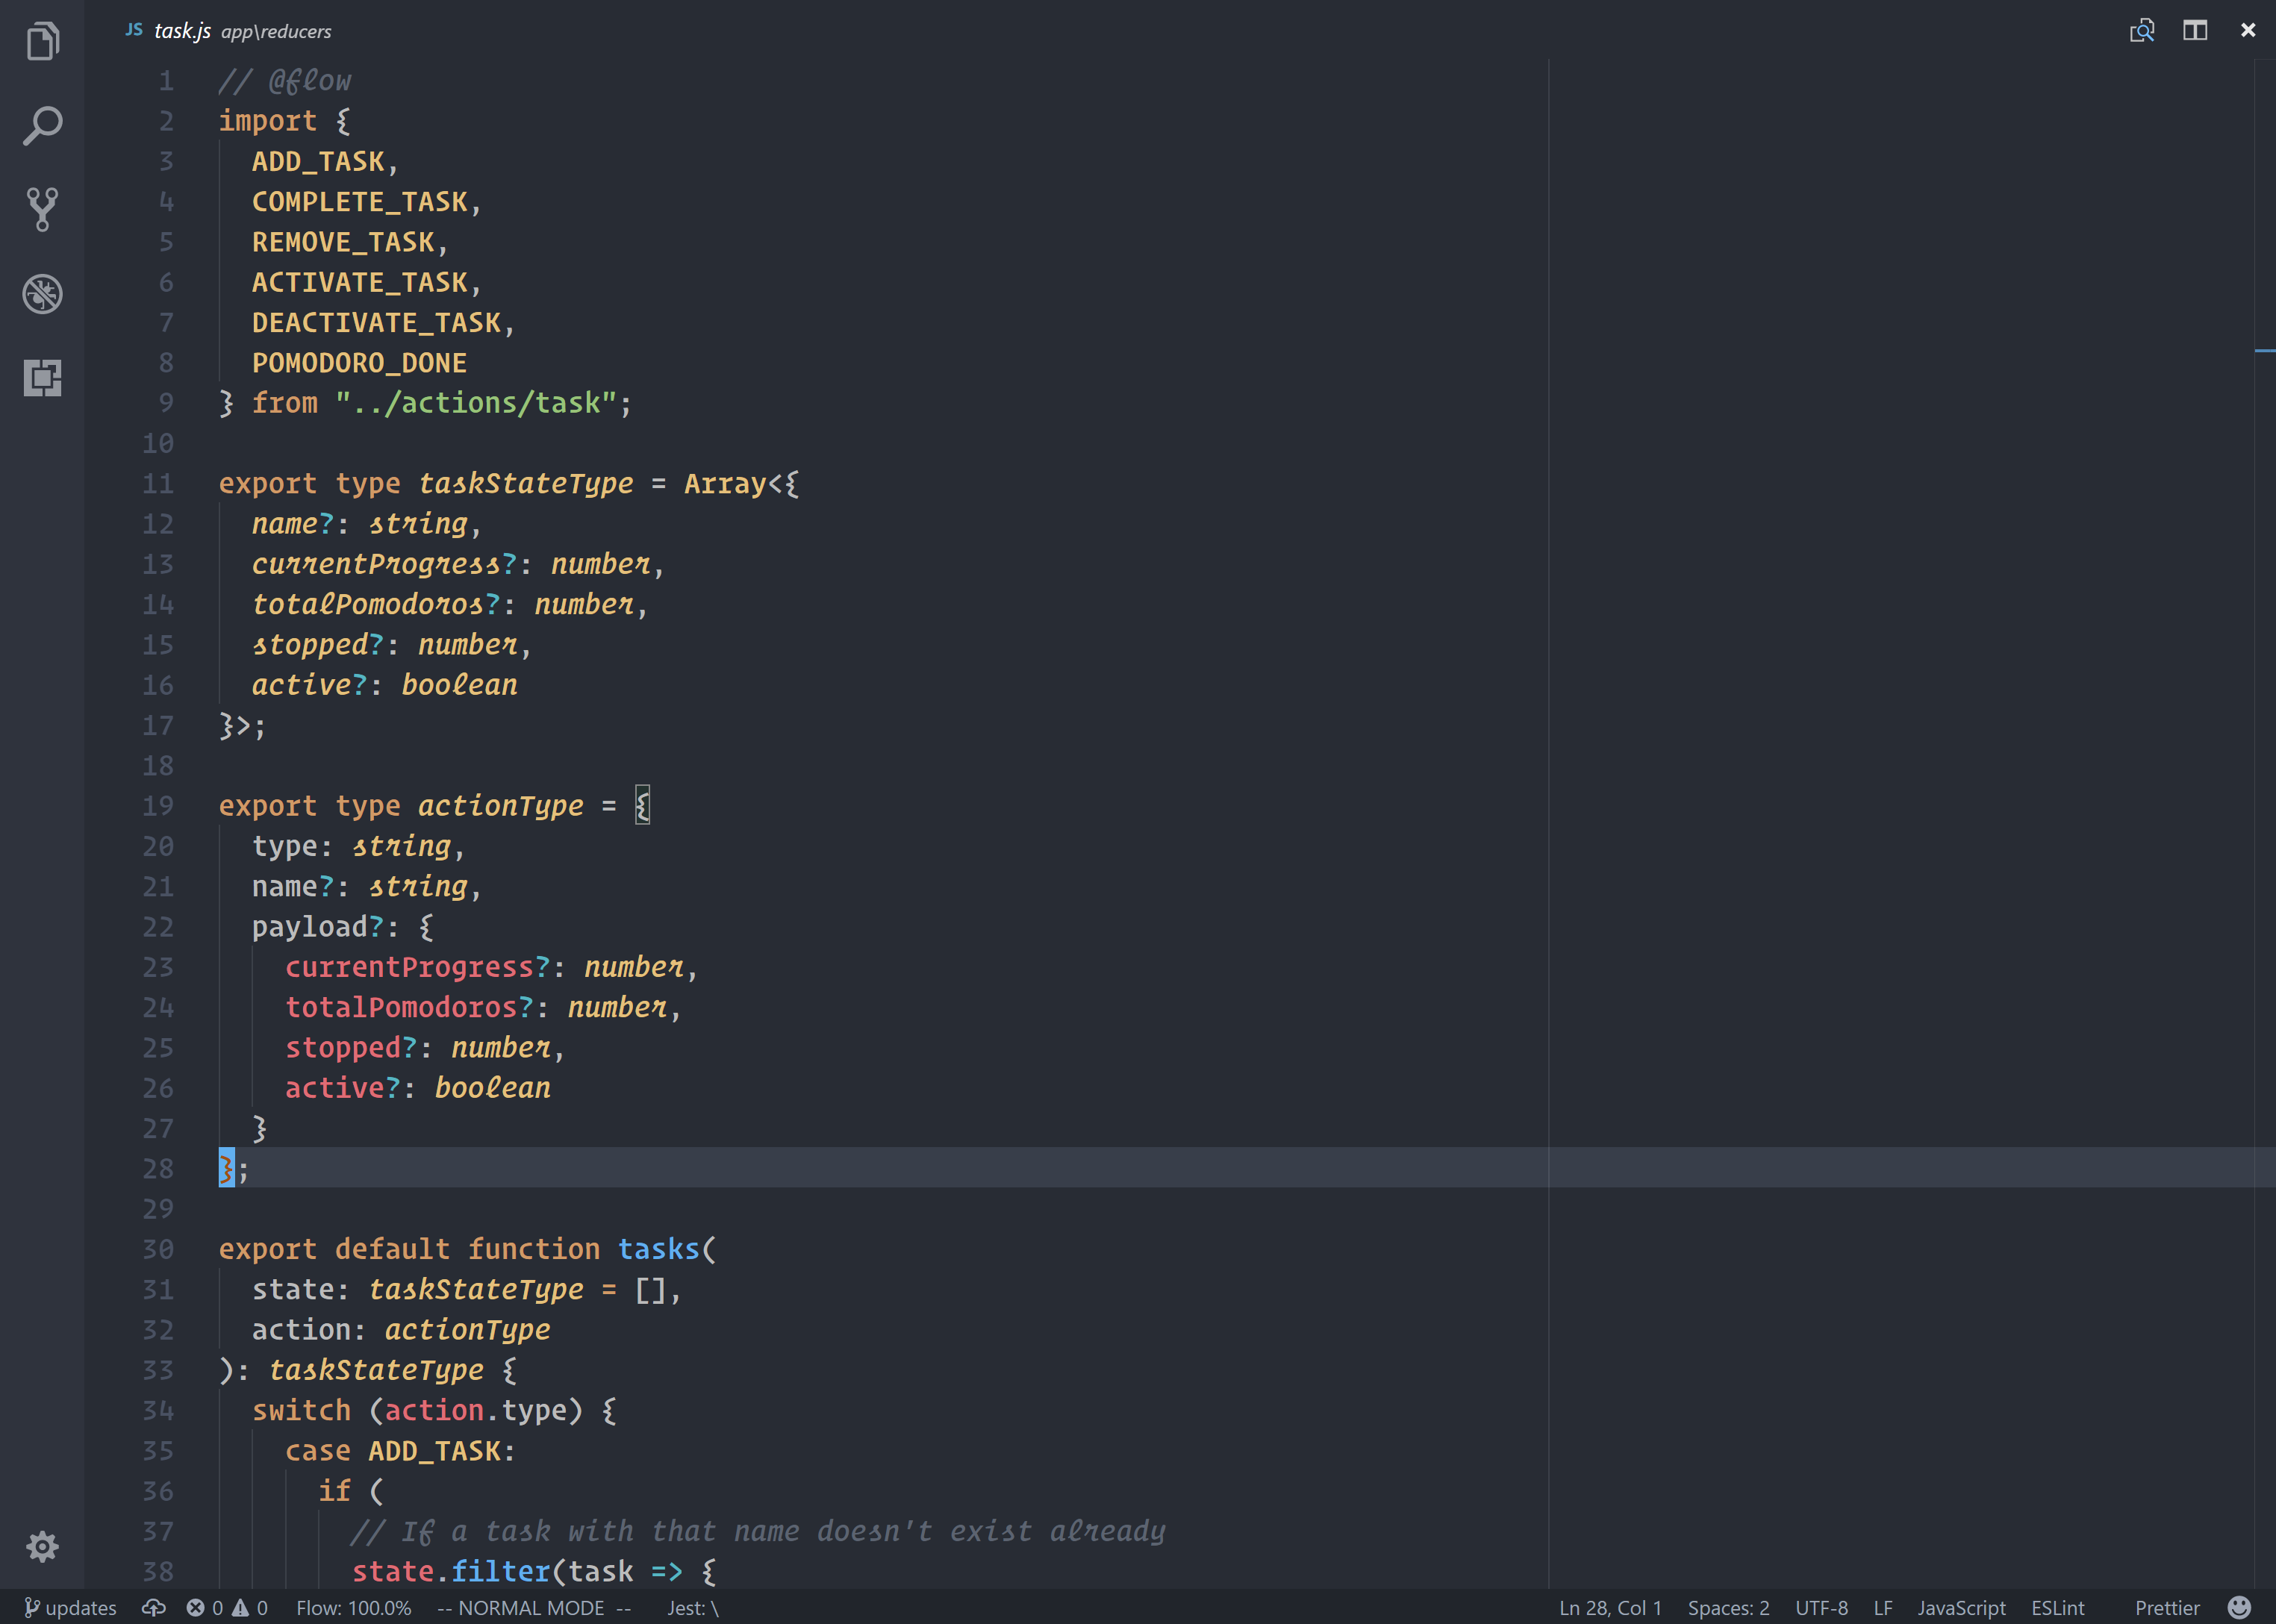 JS task.js app\reducers
1 // @flow
2 import {
3   ADD_TASK,
4   COMPLETE_TASK,
5   REMOVE_TASK,
6   ACTIVATE_TASK,
7   DEACTIVATE_TASK,
8   POMODORO_DONE
9 } from "../actions/task";
10
11 export type taskStateType = Array<{
12   name?: string,
13   currentProgress?: number,
14   totalPomodoros?: number,
15   stopped?: number,
16   active?: boolean
17 }>;
18
19 export type actionType = {
20   type: string,
21   name?: string,
22   payload?: {
23     currentProgress?: number,
24     totalPomodoros?: number,
25     stopped?: number,
26     active?: boolean
27   }
28 };
29
30 export default function tasks(
31   state: taskStateType = [],
32   action: actionType
33 ): taskStateType {
34   switch (action.type) {
35     case ADD_TASK:
36       if (
37         // If a task with that name doesn't exist already
38         state.filter(task => {
updates 0 0 Flow: 100.0% -- NORMAL MODE -- Jest: \ Ln 28, Col 1 Spaces: 2 UTF-8 LF JavaScript ESLint Prettier